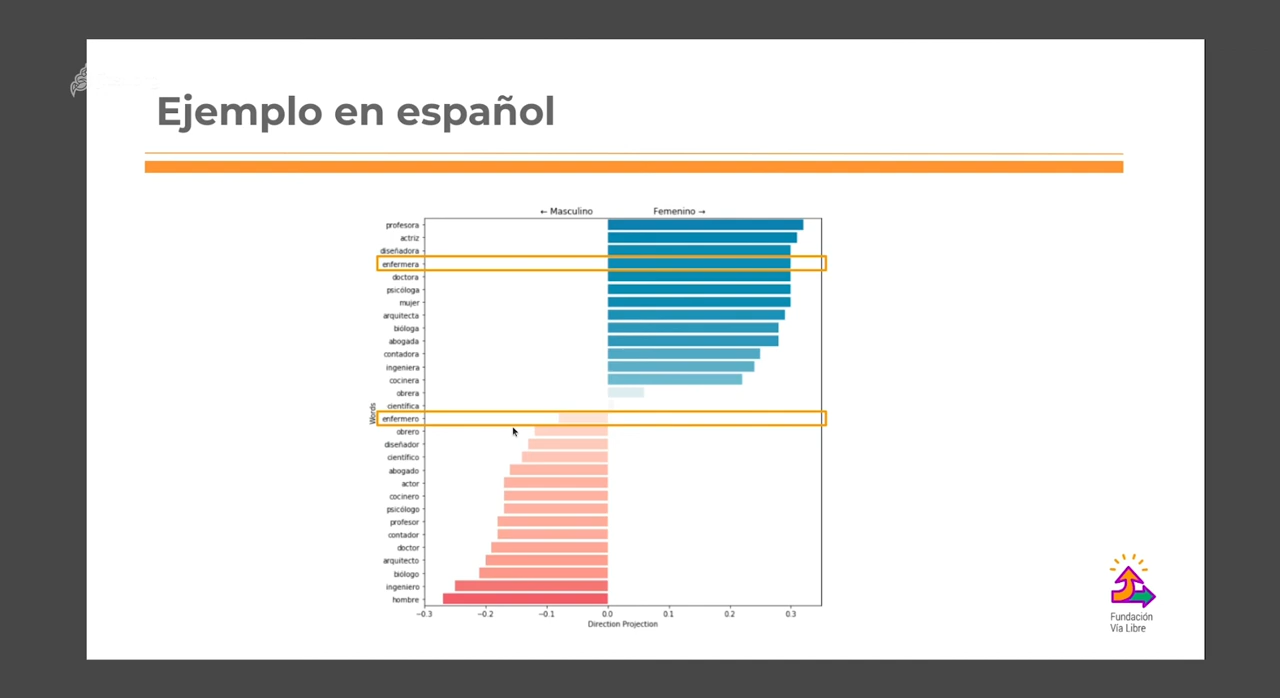 Ejemplo en español
← Masculino Femenino →
profesora
actriz
diseñadora
enfermera
doctora
psicóloga
mujer
arquitecta
bióloga
abogada
contadora
ingeniera
cocinera
obrera
científica
Words
enfermero
obrero
diseñador
científico
abogado
actor
cocinero
psicólogo
profesor
contador
doctor
arquitecto
biólogo
ingeniero
hombre
−0.3 −0.2 −0.1 0.0 0.1 0.2 0.3
Direction Projection
Fundación
Vía Libre